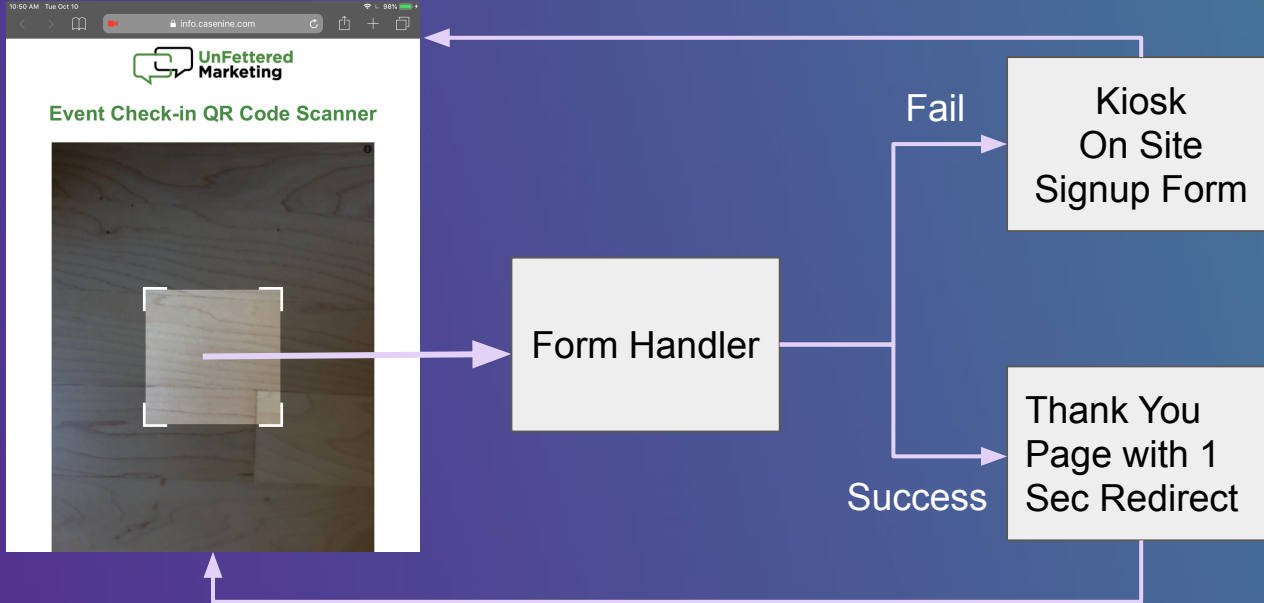 10:50 AM Tue Oct 10
98%
info.casenine.com
UnFettered
Marketing
Event Check-in QR Code Scanner
Form Handler
Fail
Kiosk
On Site
Signup Form
Success
Thank You
Page with 1
Sec Redirect